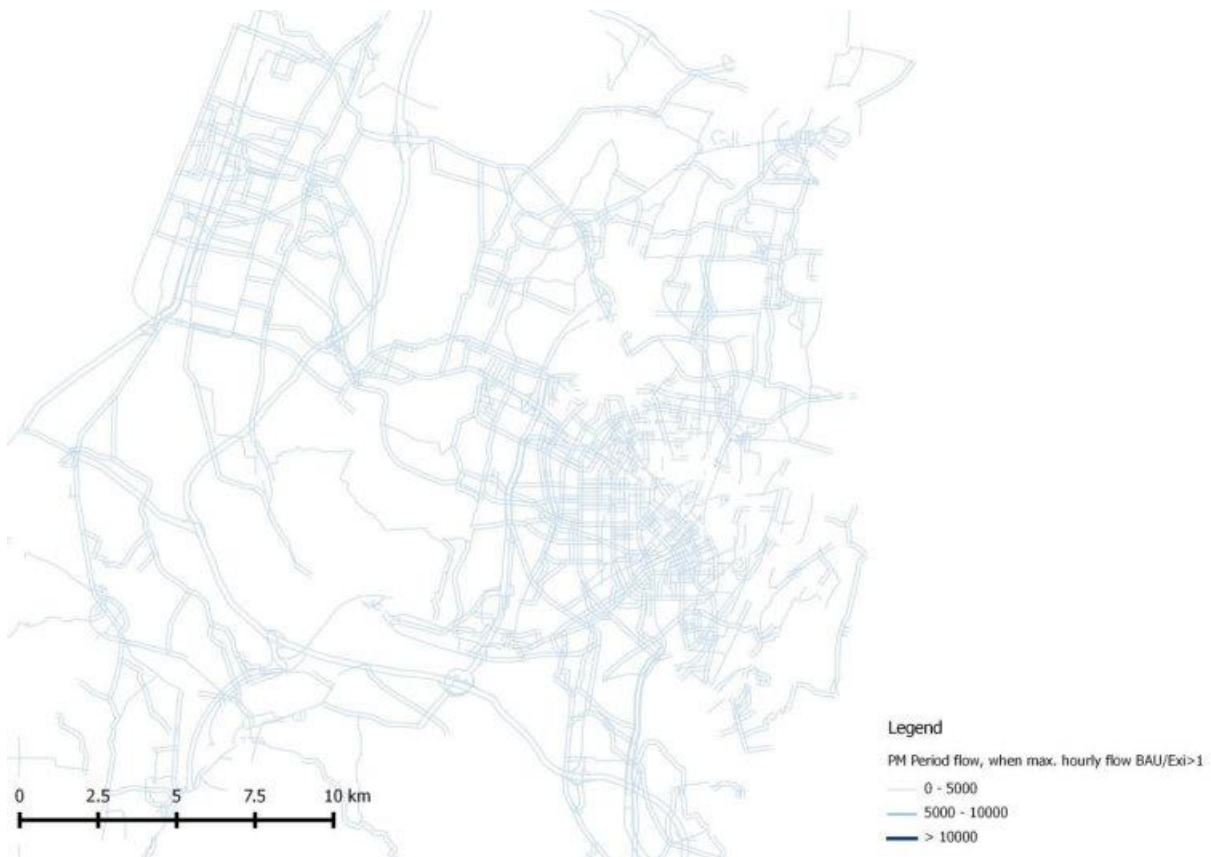 Legend
PM Period flow, when max. hourly flow BAU/Exi>1
0 - 5000
5000 - 10000
> 10000
0 2.5 5 7.5 10 km